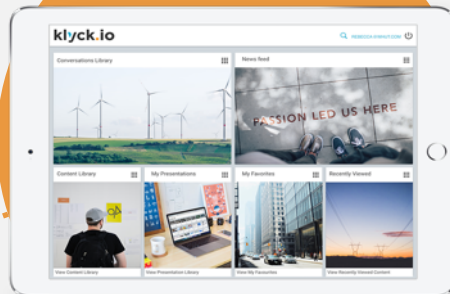 klyck.io
Conversations Library
News feed
PASSION LED US HERE
Content Library
My Presentations
My Favorites
Recently Viewed
View Content Library
View Presentation Library
View My Favourites
View Recently Viewed Content